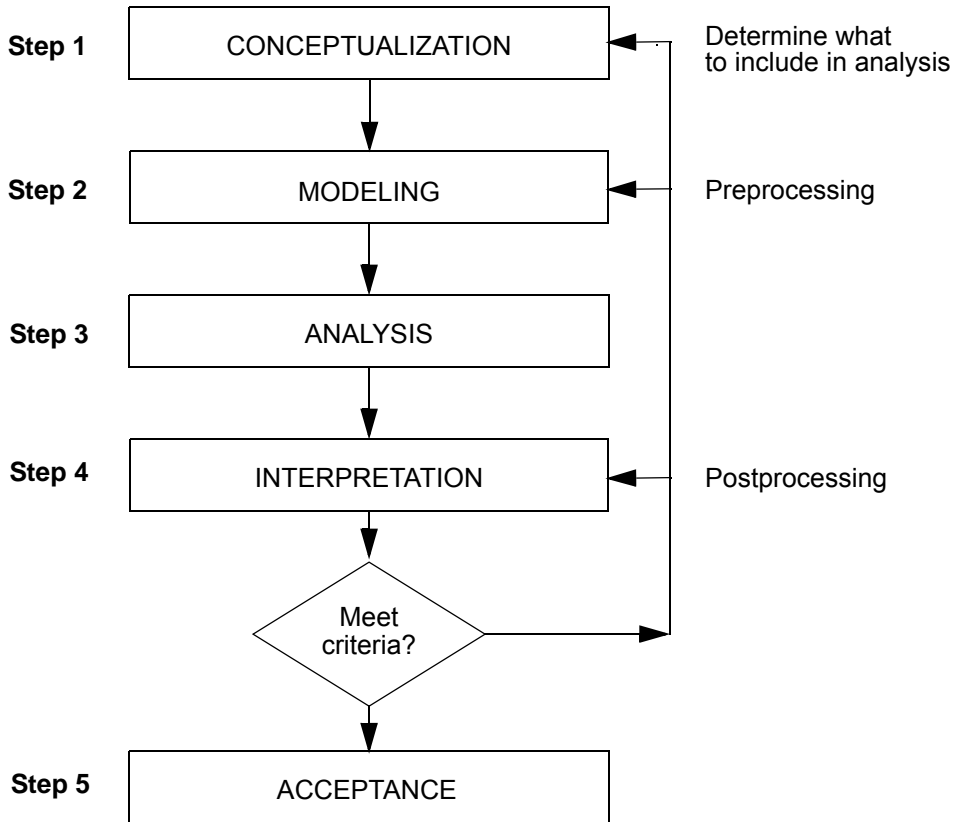 Step 1
CONCEPTUALIZATION
Determine what
to include in analysis
Step 2
MODELING
Preprocessing
Step 3
ANALYSIS
Step 4
INTERPRETATION
Postprocessing
Meet
criteria?
Step 5
ACCEPTANCE